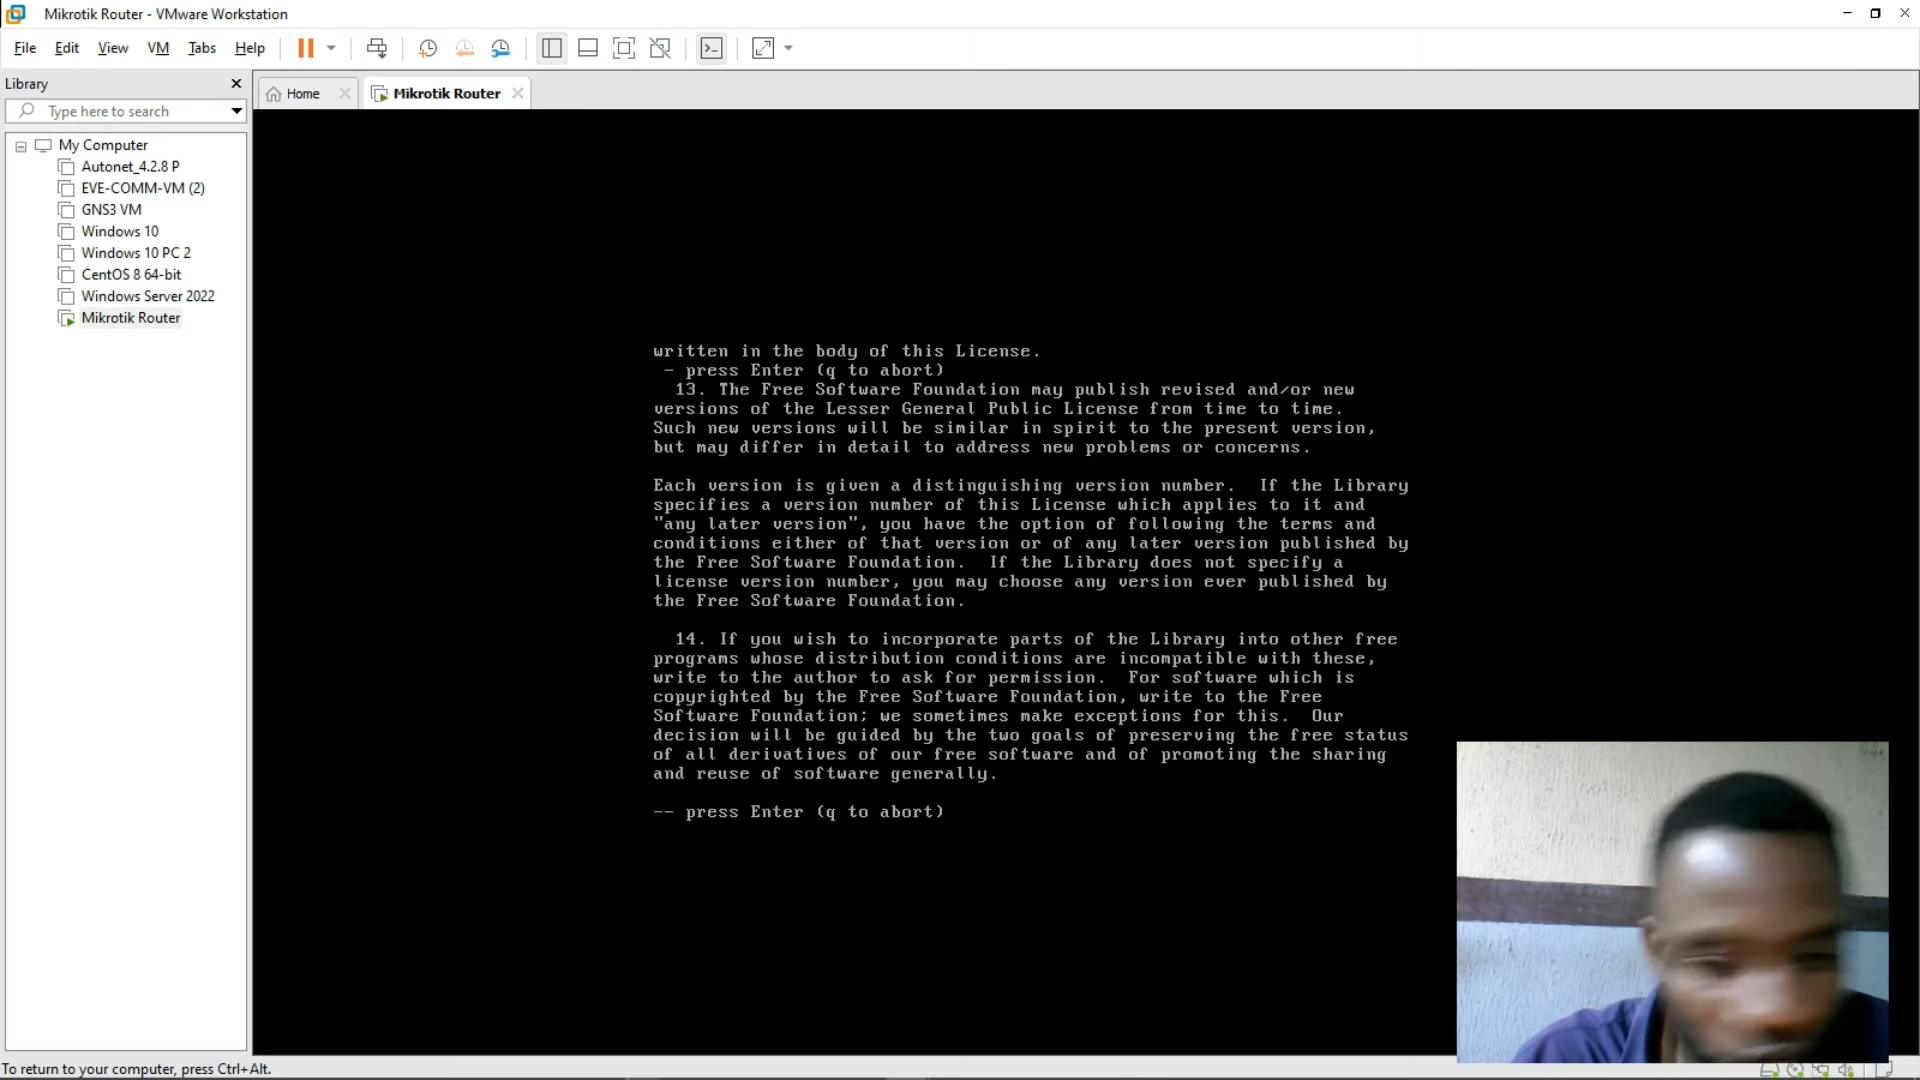 Mikrotik Router - VMware Workstation
File Edit View VM Tabs Help
Library
Home
Mikrotik Router
Type here to search
My Computer
Autonet_4.2.8 P
EVE-COMM-VM (2)
GNS3 VM
Windows 10
Windows 10 PC 2
CentOS 8 64-bit
Windows Server 2022
Mikrotik Router
written in the body of this License.
- press Enter (q to abort)
13. The Free Software Foundation may publish revised and/or new
versions of the Lesser General Public License from time to time.
Such new versions will be similar in spirit to the present version,
but may differ in detail to address new problems or concerns.
Each version is given a distinguishing version number. If the Library
specifies a version number of this License which applies to it and
"any later version", you have the option of following the terms and
conditions either of that version or of any later version published by
the Free Software Foundation. If the Library does not specify a
license version number, you may choose any version ever published by
the Free Software Foundation.
14. If you wish to incorporate parts of the Library into other free
programs whose distribution conditions are incompatible with these,
write to the author to ask for permission. For software which is
copyrighted by the Free Software Foundation, write to the Free
Software Foundation; we sometimes make exceptions for this. Our
decision will be guided by the two goals of preserving the free status
of all derivatives of our free software and of promoting the sharing
and reuse of software generally.
-- press Enter (q to abort)
To return to your computer, press Ctrl+Alt.